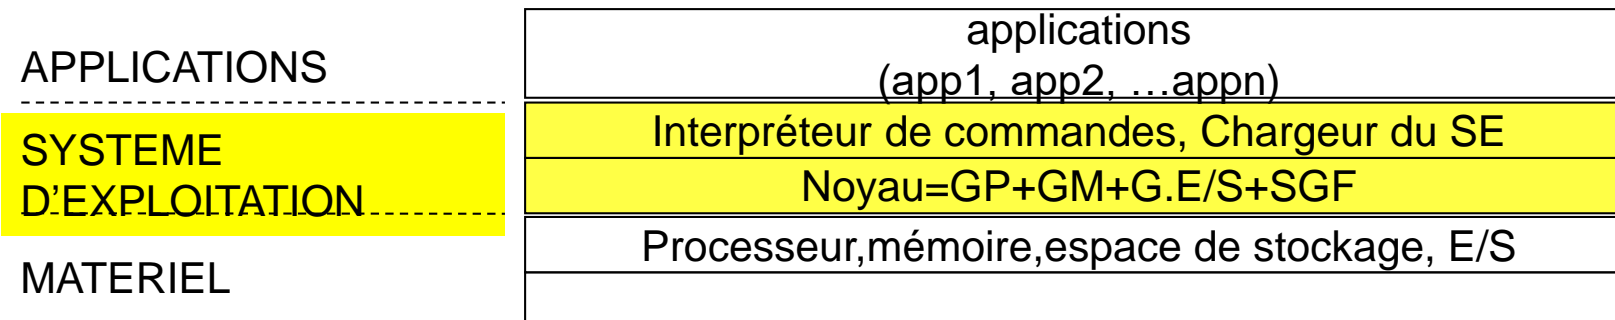 APPLICATIONS
SYSTEME
D'EXPLOITATION
MATERIEL
applications
(app1, app2, …appn)
Interpréteur de commandes, Chargeur du SE
Noyau=GP+GM+G.E/S+SGF
Processeur,mémoire,espace de stockage, E/S